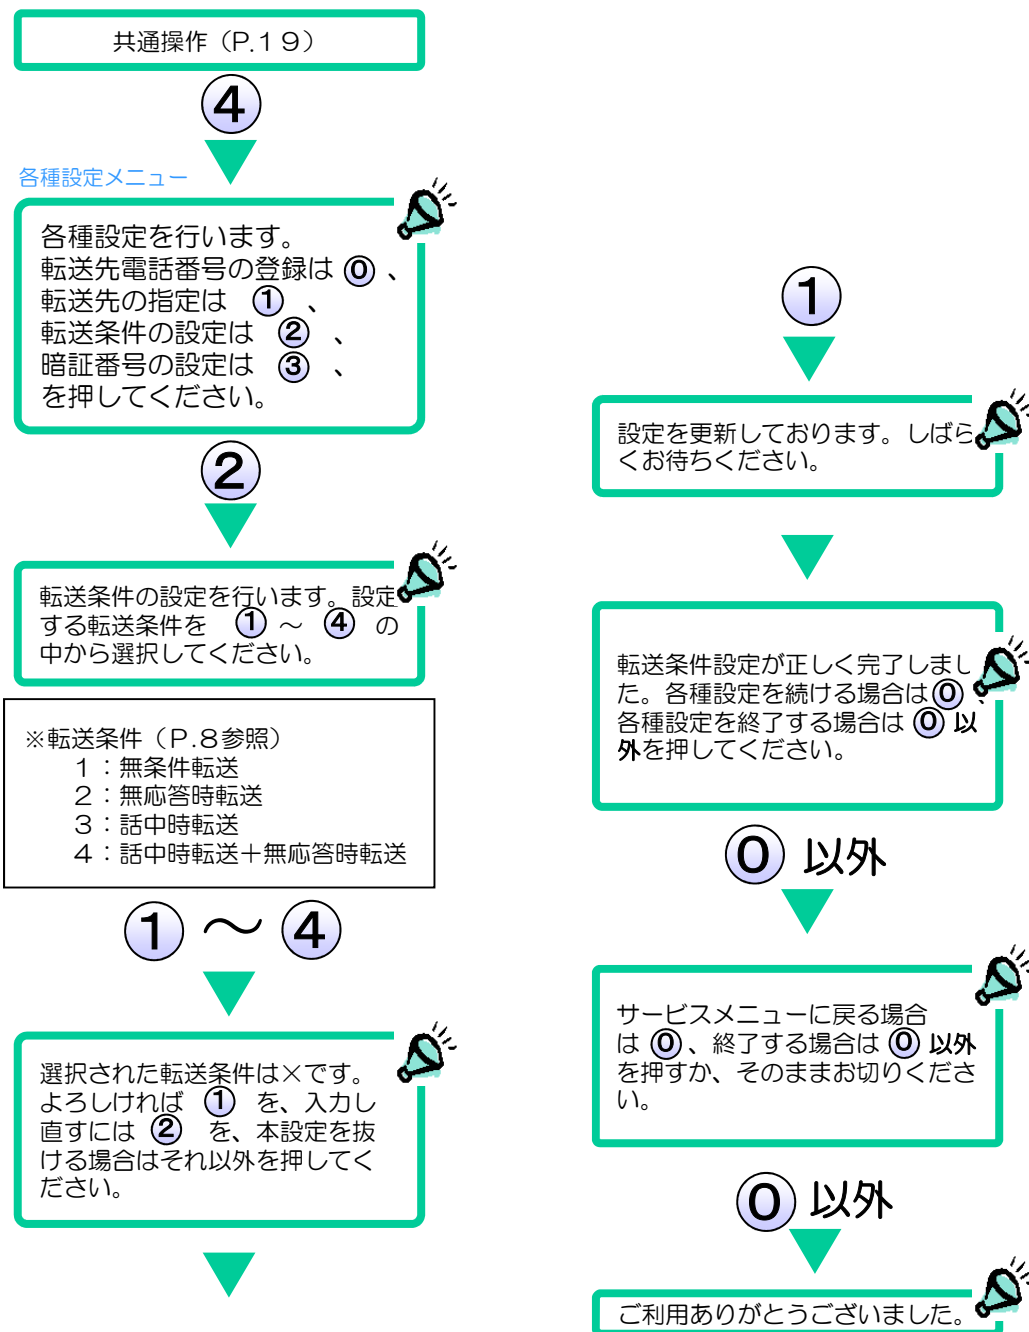 共通操作（P.１９）
４
各種設定メニュー
各種設定を行います。
転送先電話番号の登録は ０ 、
転送先の指定は １ 、
転送条件の設定は ２ 、
暗証番号の設定は ３ 、
を押してください。
２
転送条件の設定を行います。設定
する転送条件を １ ～ ４ の
中から選択してください。
※転送条件（Ｐ.８参照）
１：無条件転送
２：無応答時転送
３：話中時転送
４：話中時転送＋無応答時転送
１ ～ ４
選択された転送条件は×です。
よろしければ １ を、入力し
直すには ２ を、本設定を抜
ける場合はそれ以外を押してく
ださい。
１
設定を更新しております。しばら
くお待ちください。
転送条件設定が正しく完了しまし
た。各種設定を続ける場合は ０ 、
各種設定を終了する場合は ０ 以
外を押してください。
０ 以外
サービスメニューに戻る場合
は ０ 、終了する場合は ０ 以外
を押すか、そのままお切りくださ
い。
０ 以外
ご利用ありがとうございました。